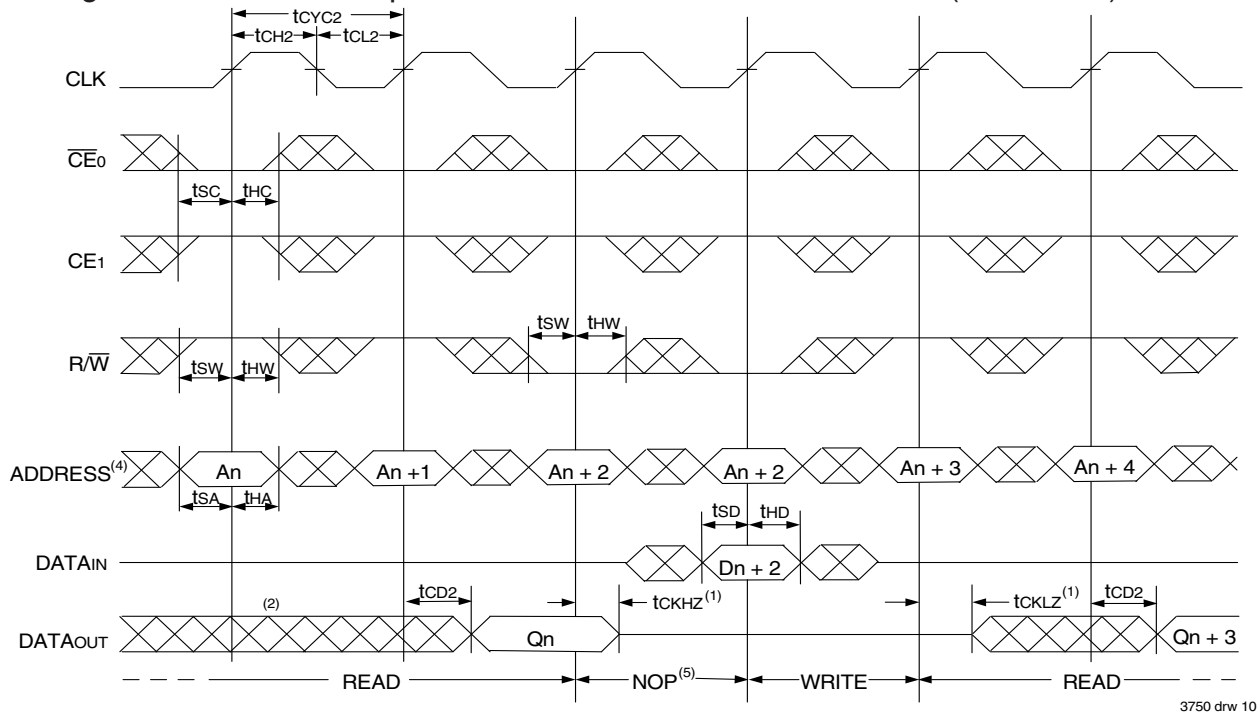 tCYC2
tCH2 tCL2
CLK
CE0
tSC tHC
CE1
tSW tHW
R/W
tSW tHW
ADDRESS(4) An An +1 An + 2 An + 2 An + 3 An + 4
tSA tHA
tSD tHD
DATAIN Dn + 2
tCD2 tCKHZ(1) tCKLZ(1) tCD2
(2)
DATAOUT Qn Qn + 3
READ NOP(5) WRITE READ
3750 drw 10